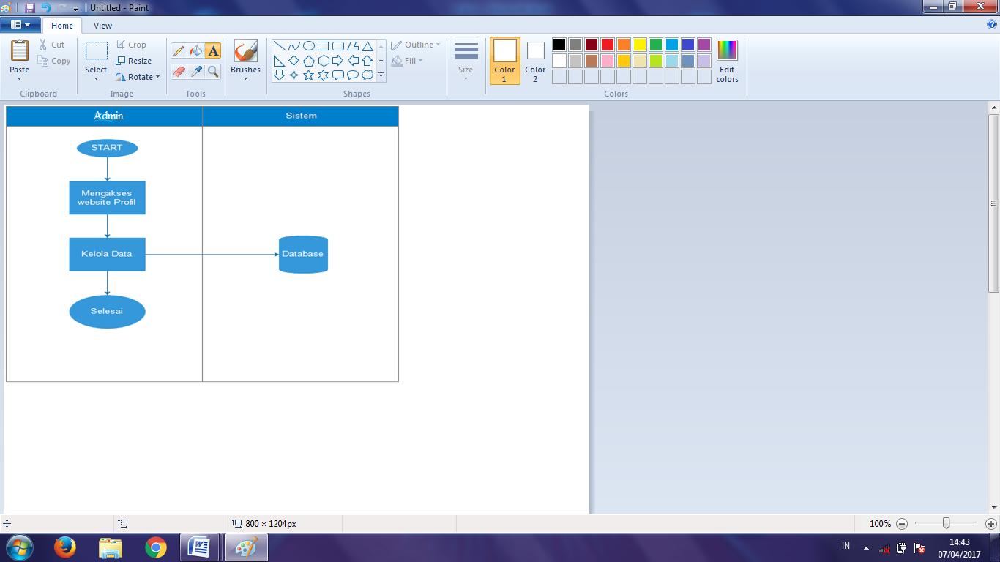 Untitled - Paint
Home
View
Paste
Cut
Copy
Clipboard
Select
Crop
Resize
Rotate
Image
A
Tools
Brushes
Outline
Fill
Shapes
Size
Color 1
Color 2
Edit colors
Colors
Admin
Sistem
START
Mengakses
website Profil
Kelola Data
Database
Selesai
800 × 1204px
100%
IN
14:43
07/04/2017